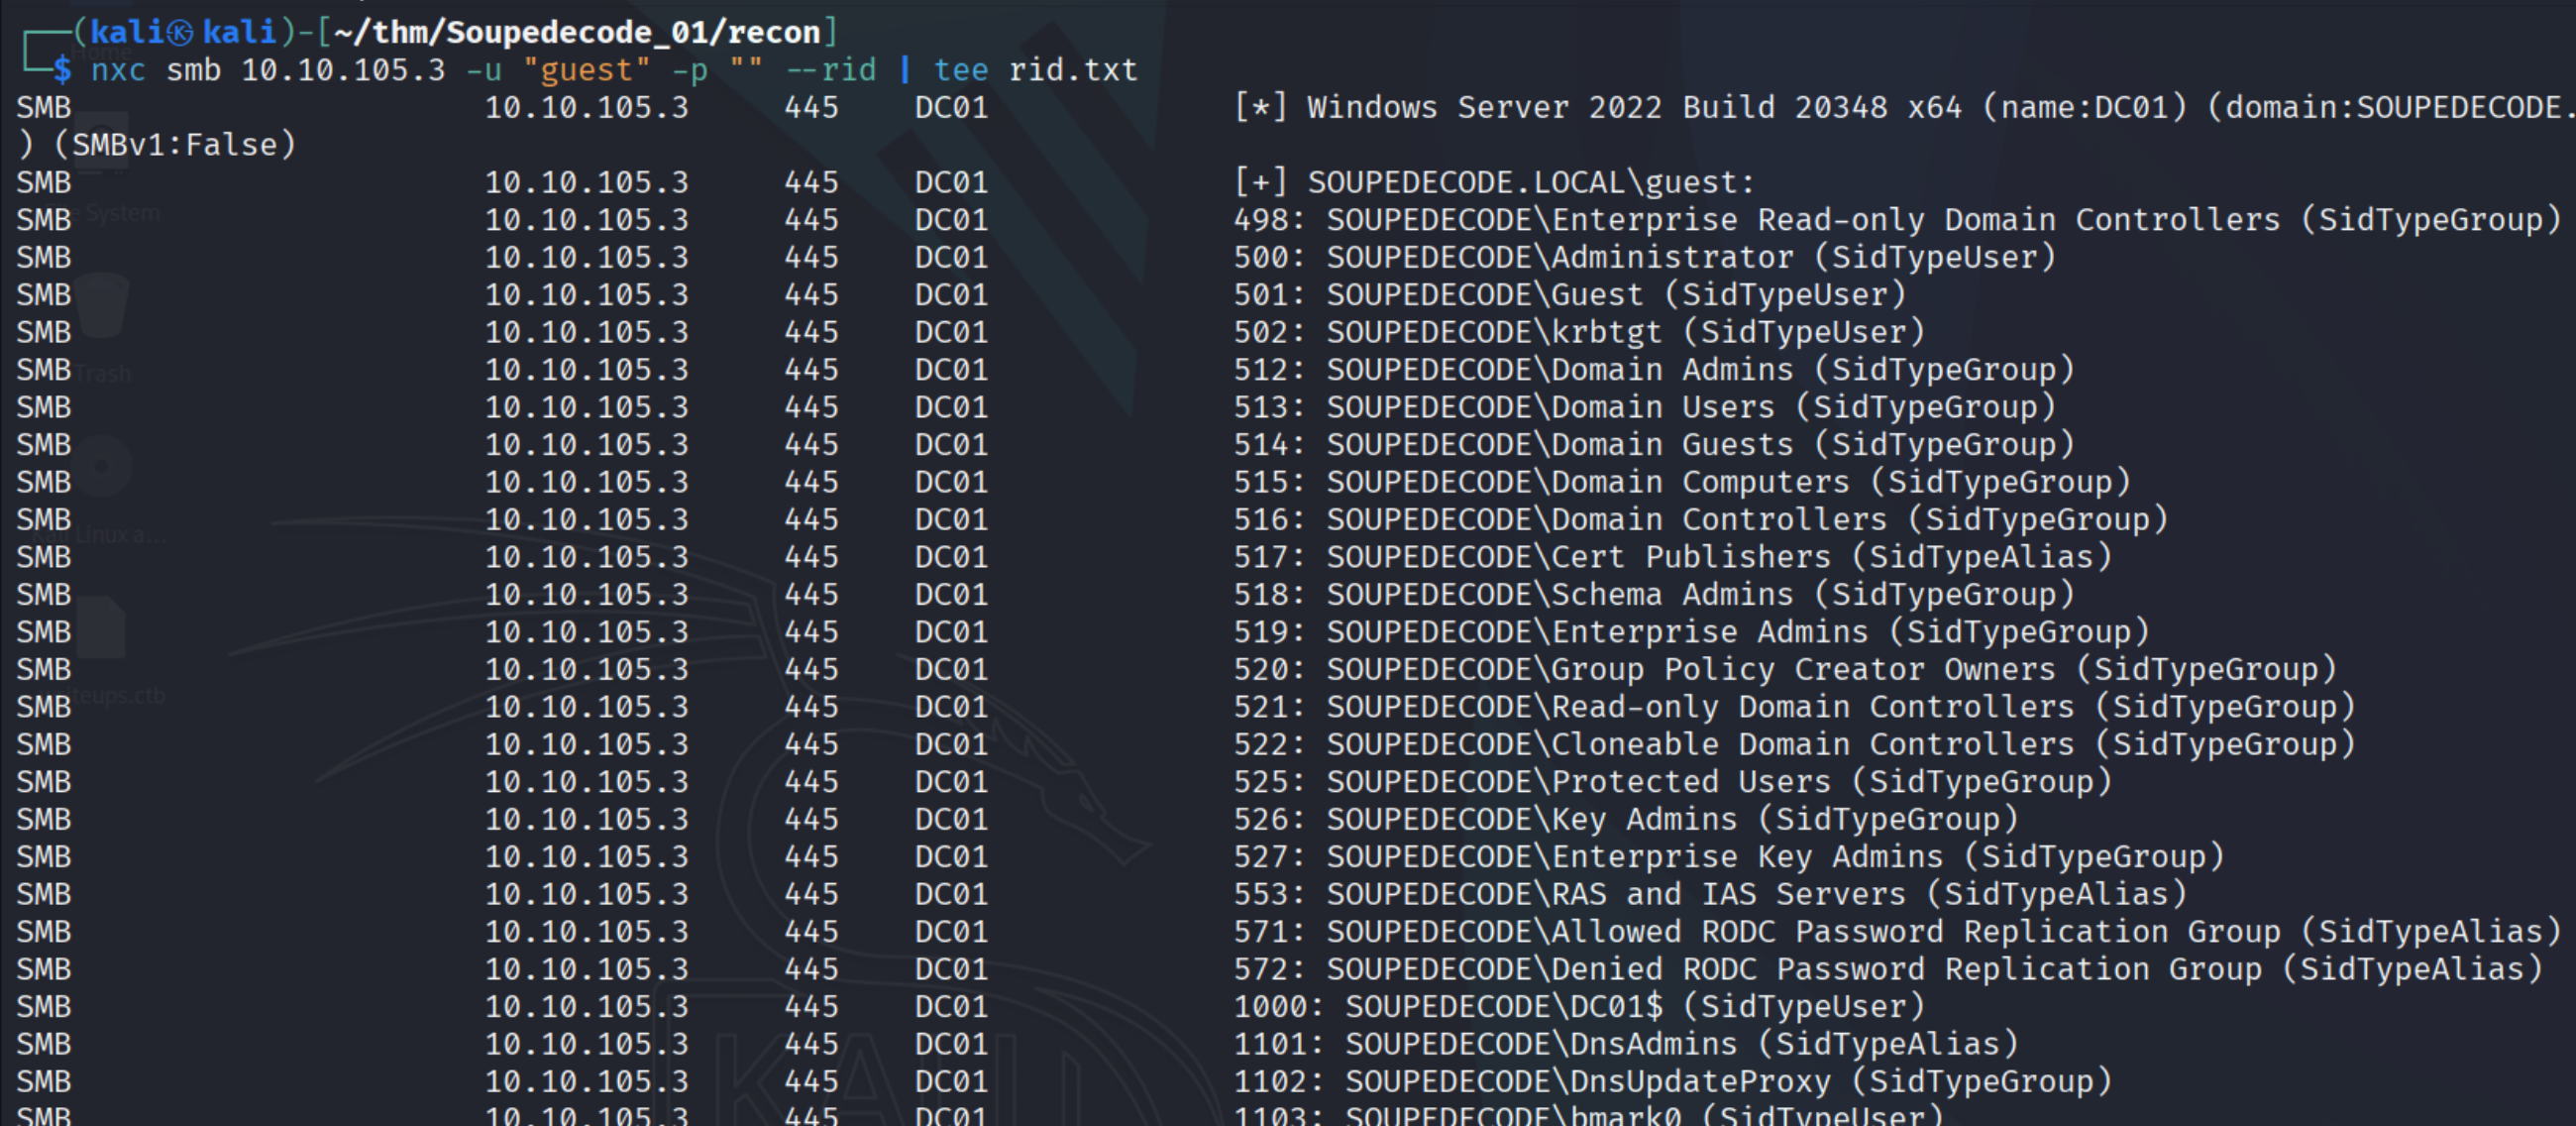 (kali㉿kali)-[~/thm/Soupedecode_01/recon]
$ nxc smb 10.10.105.3 -u "guest" -p "" --rid | tee rid.txt
SMB 10.10.105.3 445 DC01 [*] Windows Server 2022 Build 20348 x64 (name:DC01) (domain:SOUPEDECODE.
) (SMBv1:False)
SMB 10.10.105.3 445 DC01 [+] SOUPEDECODE.LOCAL\guest:
SMB 10.10.105.3 445 DC01 498: SOUPEDECODE\Enterprise Read-only Domain Controllers (SidTypeGroup)
SMB 10.10.105.3 445 DC01 500: SOUPEDECODE\Administrator (SidTypeUser)
SMB 10.10.105.3 445 DC01 501: SOUPEDECODE\Guest (SidTypeUser)
SMB 10.10.105.3 445 DC01 502: SOUPEDECODE\krbtgt (SidTypeUser)
SMB 10.10.105.3 445 DC01 512: SOUPEDECODE\Domain Admins (SidTypeGroup)
SMB 10.10.105.3 445 DC01 513: SOUPEDECODE\Domain Users (SidTypeGroup)
SMB 10.10.105.3 445 DC01 514: SOUPEDECODE\Domain Guests (SidTypeGroup)
SMB 10.10.105.3 445 DC01 515: SOUPEDECODE\Domain Computers (SidTypeGroup)
SMB 10.10.105.3 445 DC01 516: SOUPEDECODE\Domain Controllers (SidTypeGroup)
SMB 10.10.105.3 445 DC01 517: SOUPEDECODE\Cert Publishers (SidTypeAlias)
SMB 10.10.105.3 445 DC01 518: SOUPEDECODE\Schema Admins (SidTypeGroup)
SMB 10.10.105.3 445 DC01 519: SOUPEDECODE\Enterprise Admins (SidTypeGroup)
SMB 10.10.105.3 445 DC01 520: SOUPEDECODE\Group Policy Creator Owners (SidTypeGroup)
SMB 10.10.105.3 445 DC01 521: SOUPEDECODE\Read-only Domain Controllers (SidTypeGroup)
SMB 10.10.105.3 445 DC01 522: SOUPEDECODE\Cloneable Domain Controllers (SidTypeGroup)
SMB 10.10.105.3 445 DC01 525: SOUPEDECODE\Protected Users (SidTypeGroup)
SMB 10.10.105.3 445 DC01 526: SOUPEDECODE\Key Admins (SidTypeGroup)
SMB 10.10.105.3 445 DC01 527: SOUPEDECODE\Enterprise Key Admins (SidTypeGroup)
SMB 10.10.105.3 445 DC01 553: SOUPEDECODE\RAS and IAS Servers (SidTypeAlias)
SMB 10.10.105.3 445 DC01 571: SOUPEDECODE\Allowed RODC Password Replication Group (SidTypeAlias)
SMB 10.10.105.3 445 DC01 572: SOUPEDECODE\Denied RODC Password Replication Group (SidTypeAlias)
SMB 10.10.105.3 445 DC01 1000: SOUPEDECODE\DC01$ (SidTypeUser)
SMB 10.10.105.3 445 DC01 1101: SOUPEDECODE\DnsAdmins (SidTypeAlias)
SMB 10.10.105.3 445 DC01 1102: SOUPEDECODE\DnsUpdateProxy (SidTypeGroup)
SMB 10.10.105.3 445 DC01 1103: SOUPEDECODE\bmark0 (SidTypeUser)
Home
System
Trash
Linux a...
teups.ctb
KALI